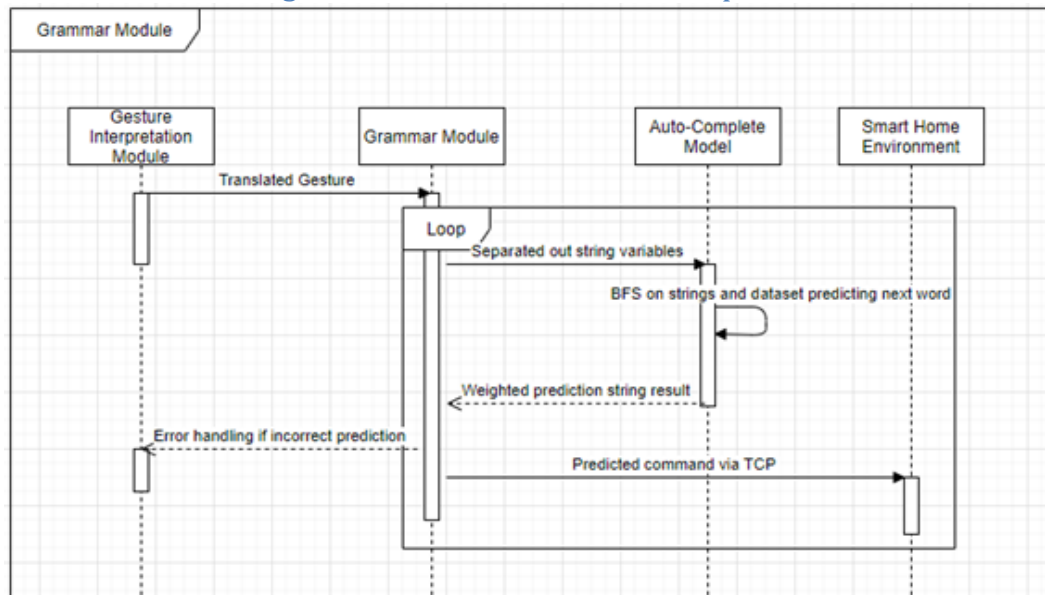 Grammar Module
Gesture
Interpretation
Module
Grammar Module
Auto-Complete
Model
Smart Home
Environment
Translated Gesture
Loop
Separated out string variables
BFS on strings and dataset predicting next word
Weighted prediction string result
Error handling if incorrect prediction
Predicted command via TCP